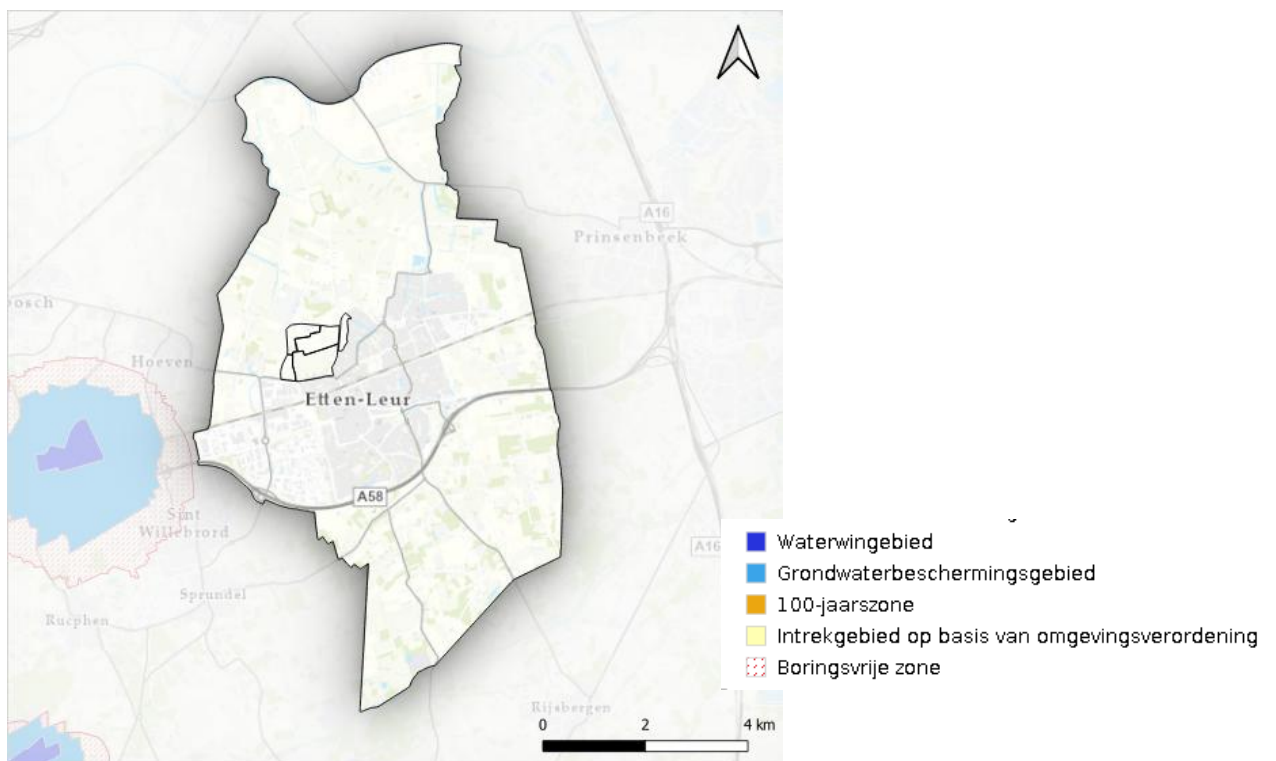 A16
Prinsenbeek
osch
Hoeven
Etten-Leur
A58
Sint
Willebrord
A16
Sprundel
Rucphen
Rijsbergen
0 2 4 km
Waterwingebied
Grondwaterbeschermingsgebied
100-jaarszone
Intrekgebied op basis van omgevingsverordening
Boringsvrije zone